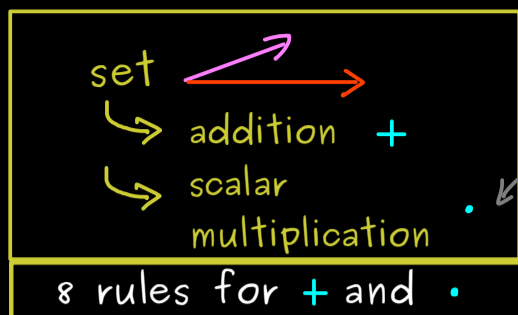 set
addition +
scalar
multiplication ·
8 rules for + and ·